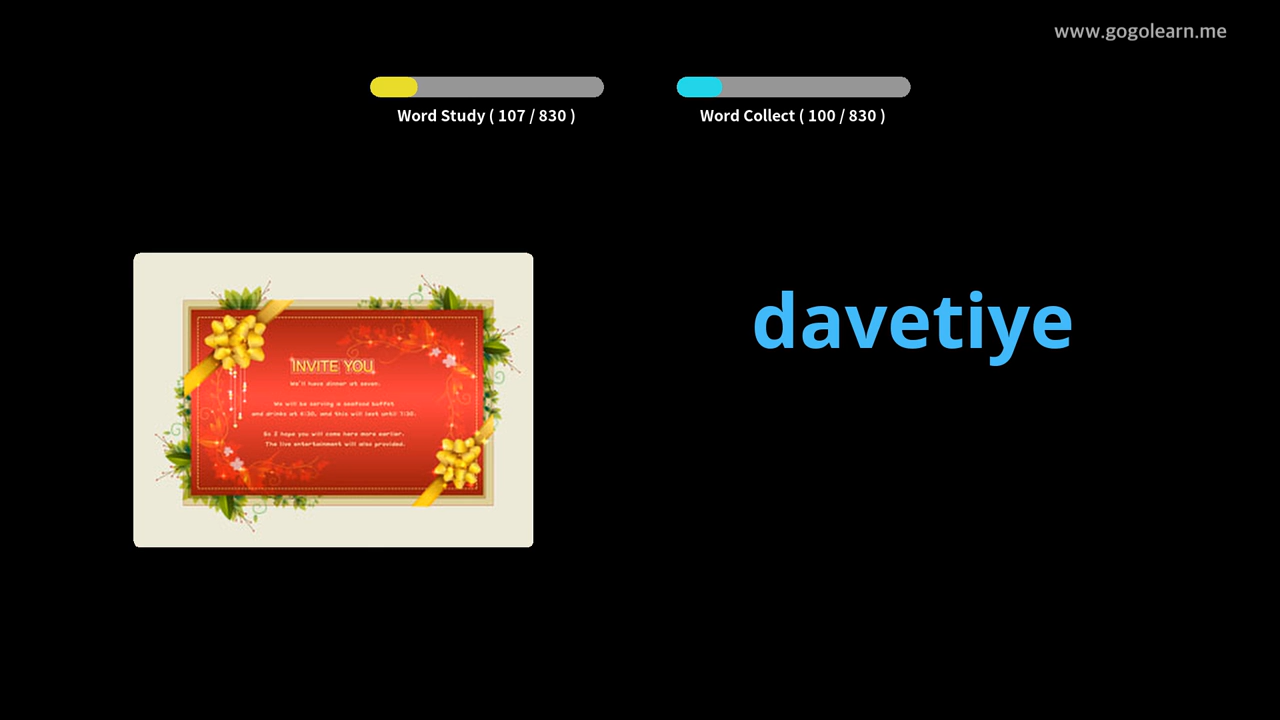 www.gogolearn.me
Word Study ( 107 / 830 )
Word Collect ( 100 / 830 )
INVITE YOU
We'll have dinner at seven.
We will be serving a seafood buffet
and drinks at 6:30, and this will last until 7:30.
So I hope you will come here more earlier.
The live entertainment will also provided.
davetiye